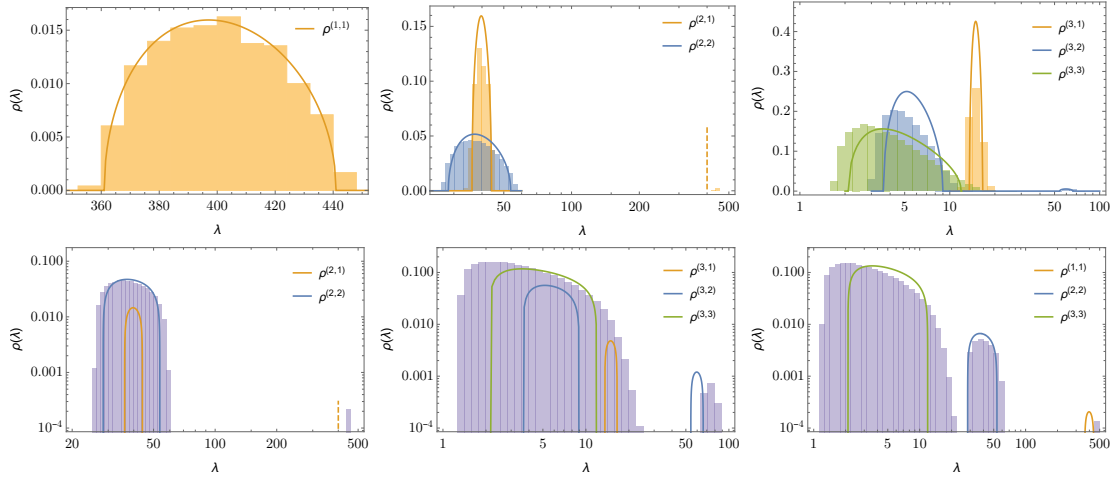 ρ(λ)
0.015
0.010
0.005
0.000
360 380 400 420 440
λ
ρ^(1,1)
ρ(λ)
0.15
0.10
0.05
0.00
50 100 200 500
λ
ρ^(2,1)
ρ^(2,2)
ρ(λ)
0.4
0.3
0.2
0.1
0.0
1 5 10 50 100
λ
ρ^(3,1)
ρ^(3,2)
ρ^(3,3)
ρ(λ)
0.100
0.010
0.001
10^-4
20 50 100 200 500
λ
ρ^(2,1)
ρ^(2,2)
ρ(λ)
0.100
0.010
0.001
10^-4
1 5 10 50 100
λ
ρ^(3,1)
ρ^(3,2)
ρ^(3,3)
ρ(λ)
0.100
0.010
0.001
10^-4
1 5 10 50 100 500
λ
ρ^(1,1)
ρ^(2,2)
ρ^(3,3)